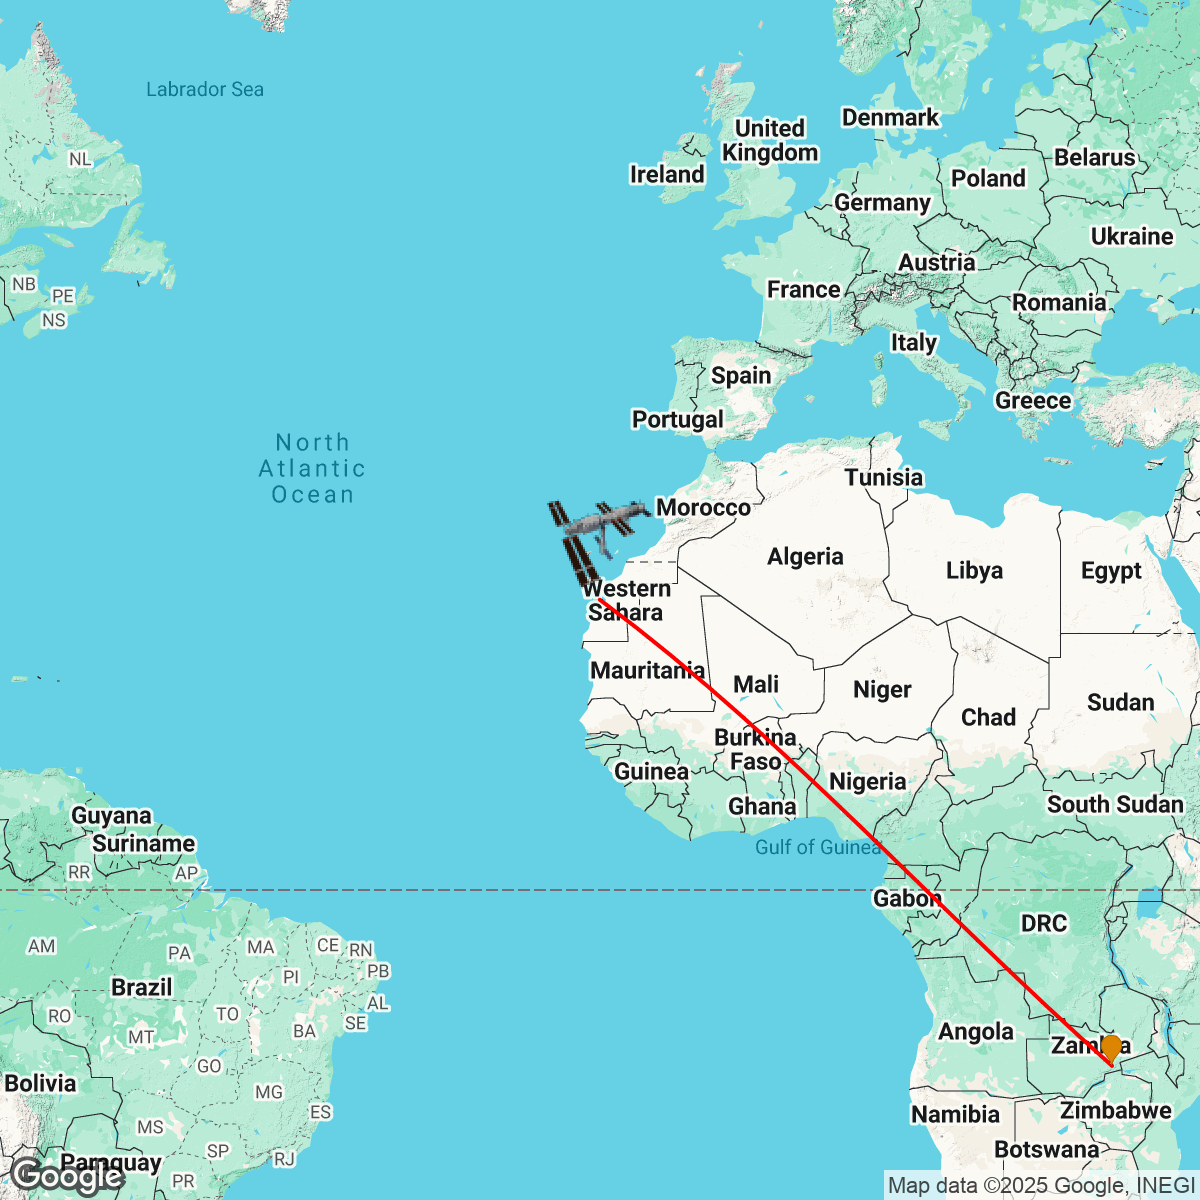 Labrador Sea
NL
NB
PE
NS
Denmark
United
Kingdom
Ireland
Belarus
Poland
Germany
Ukraine
Austria
France
Romania
Italy
Spain
Greece
Portugal
North
Atlantic
Ocean
Tunisia
Morocco
Algeria
Libya
Egypt
Western
Sahara
Mauritania
Mali
Niger
Chad
Sudan
Burkina
Faso
Guinea
Nigeria
Ghana
South Sudan
Gulf of Guinea
Guyana
Suriname
RR
AP
Gabon
DRC
AM
PA
MA
CE
RN
PI
PB
Brazil
AL
TO
RO
SE
BA
MT
Angola
Zambia
GO
Bolivia
MG
ES
Namibia
Zimbabwe
MS
SP
Botswana
RJ
Paraguay
PR
Google
Map data ©2025 Google, INEGI